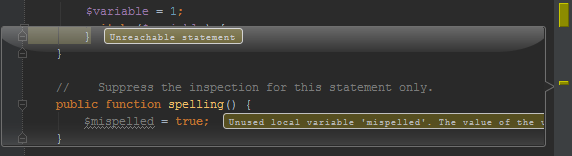 $variable = 1;
} Unreachable statement
}
// Suppress the inspection for this statement only.
public function spelling() {
$mispelled = true; Unused local variable 'mispelled'. The value of the
}